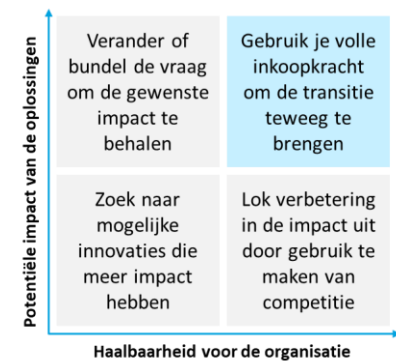 Potentiële impact van de oplossingen
Verander of
bundel de vraag
om de gewenste
impact te
behalen
Gebruik je volle
inkoopkracht
om de transitie
teweeg te
brengen
Zoek naar
mogelijke
innovaties die
meer impact
hebben
Lok verbetering
in de impact uit
door gebruik te
maken van
competitie
Haalbaarheid voor de organisatie